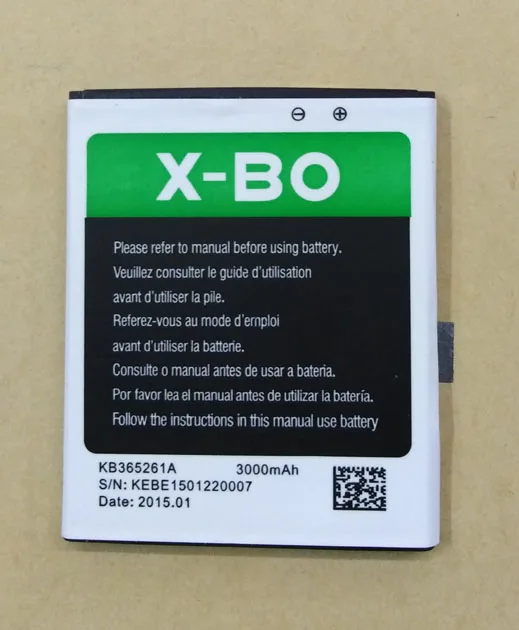 ⊖ ⊕
X-BO
Please refer to manual before using battery.
Veuillez consulter le guide d'utilisation
avant d'utiliser la pile.
Referez-vous au mode d'emploi
avant d'utiliser la batterie.
Consulte o manual antes de usar a bateria.
Por favor lea el manual antes de utilizar la batería.
Follow the instructions in this manual use battery
KB365261A 3000mAh
S/N: KEBE1501220007
Date: 2015.01